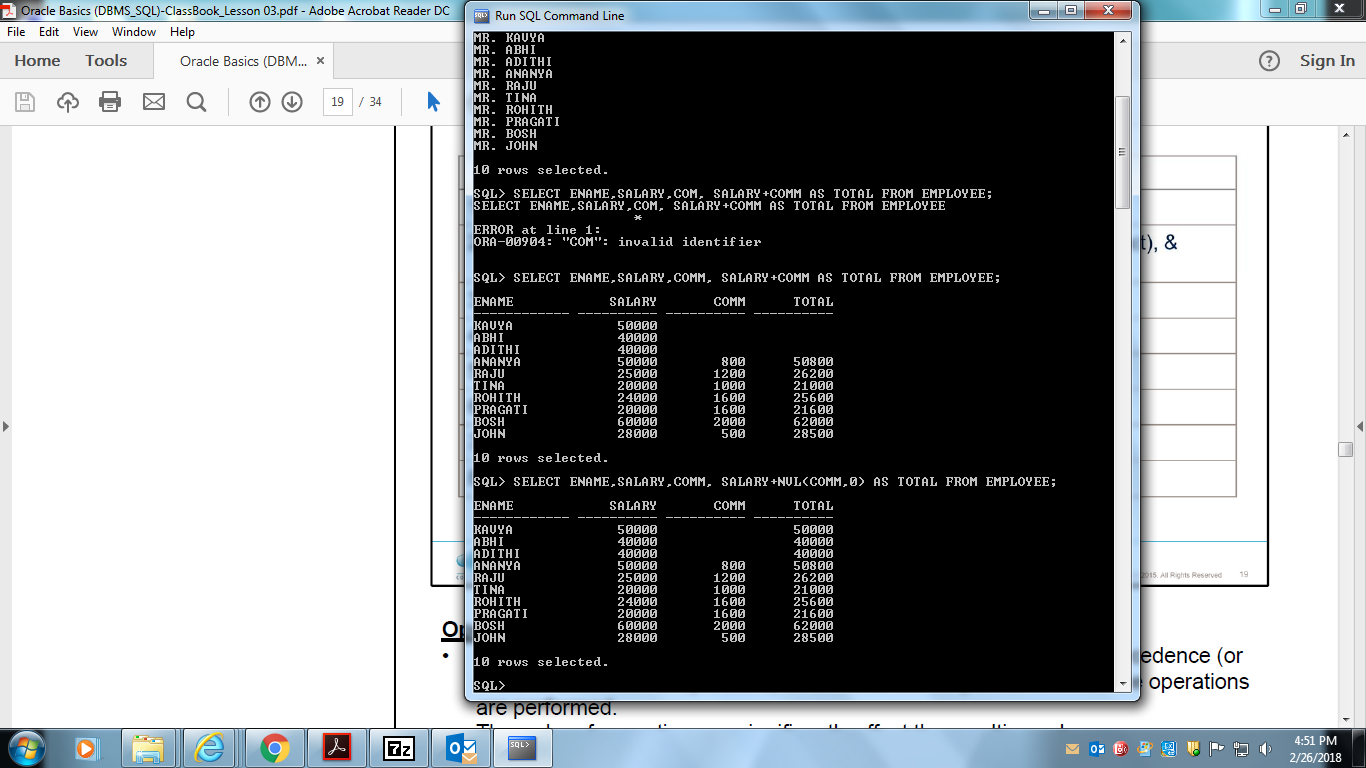 Oracle Basics (DBMS_SQL)-ClassBook_Lesson 03.pdf - Adobe Acrobat Reader DC
File Edit View Window Help
Home Tools Oracle Basics (DBM... × ? Sign In
19 / 34
Run SQL Command Line
MR. KAVYA
MR. ABHI
MR. ADITHI
MR. ANANYA
MR. RAJU
MR. TINA
MR. ROHITH
MR. PRAGATI
MR. BOSH
MR. JOHN
10 rows selected.
SQL> SELECT ENAME,SALARY,COM, SALARY+COMM AS TOTAL FROM EMPLOYEE;
SELECT ENAME,SALARY,COM, SALARY+COMM AS TOTAL FROM EMPLOYEE
*
ERROR at line 1:
ORA-00904: "COM": invalid identifier
SQL> SELECT ENAME,SALARY,COMM, SALARY+COMM AS TOTAL FROM EMPLOYEE;
ENAME SALARY COMM TOTAL
------------ ---------- ---------- ----------
KAVYA 50000
ABHI 40000
ADITHI 40000
ANANYA 50000 800 50800
RAJU 25000 1200 26200
TINA 20000 1000 21000
ROHITH 24000 1600 25600
PRAGATI 20000 1600 21600
BOSH 60000 2000 62000
JOHN 28000 500 28500
10 rows selected.
SQL> SELECT ENAME,SALARY,COMM, SALARY+NVL(COMM,0) AS TOTAL FROM EMPLOYEE;
ENAME SALARY COMM TOTAL
------------ ---------- ---------- ----------
KAVYA 50000 50000
ABHI 40000 40000
ADITHI 40000 40000
ANANYA 50000 800 50800
RAJU 25000 1200 26200
TINA 20000 1000 21000
ROHITH 24000 1600 25600
PRAGATI 20000 1600 21600
BOSH 60000 2000 62000
JOHN 28000 500 28500
10 rows selected.
SQL>
t), &
2015. All Rights Reserved 19
Op
• edence (or
operations
are performed.
4:51 PM
2/26/2018